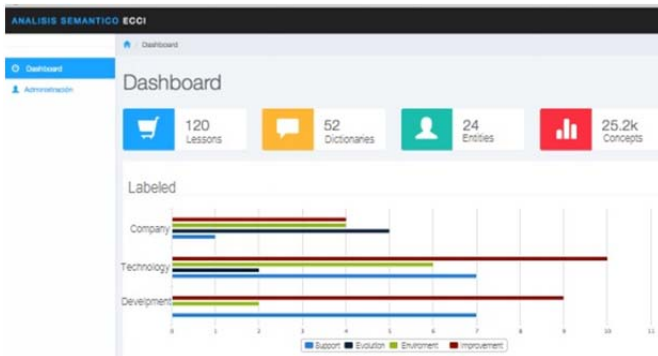 ANALISIS SEMANTICO ECCI
Dashboard
Dashboard
Administración
Dashboard
120
Lessons
52
Dictionaries
24
Entities
25.2k
Concepts
Labeled
Company
Technology
Develpment
0 1 2 3 4 5 6 7 8 9 10 11
Support Evolution Enviroment Improvement